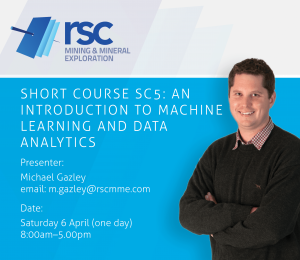 rsc
MINING & MINERAL
EXPLORATION
SHORT COURSE SC5: AN
INTRODUCTION TO MACHINE
LEARNING AND DATA
ANALYTICS
Presenter:
Michael Gazley
email: m.gazley@rscmme.com
Date:
Saturday 6 April (one day)
8:00am–5.00pm